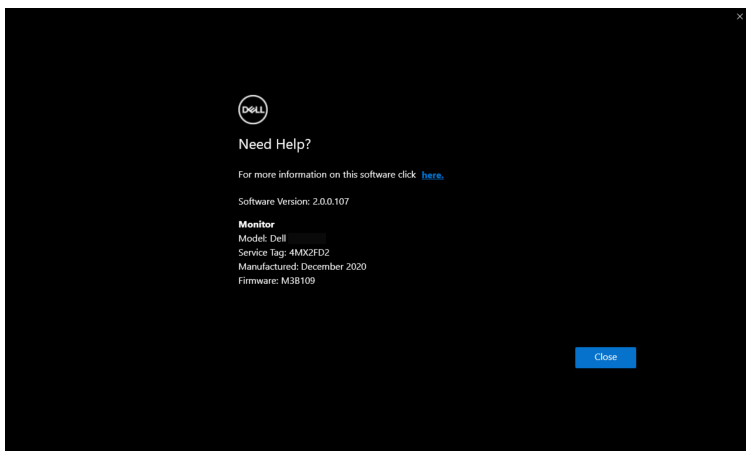 DELL
Need Help?
For more information on this software click here.
Software Version: 2.0.0.107
Monitor
Model: Dell
Service Tag: 4MX2FD2
Manufactured: December 2020
Firmware: M3B109
Close